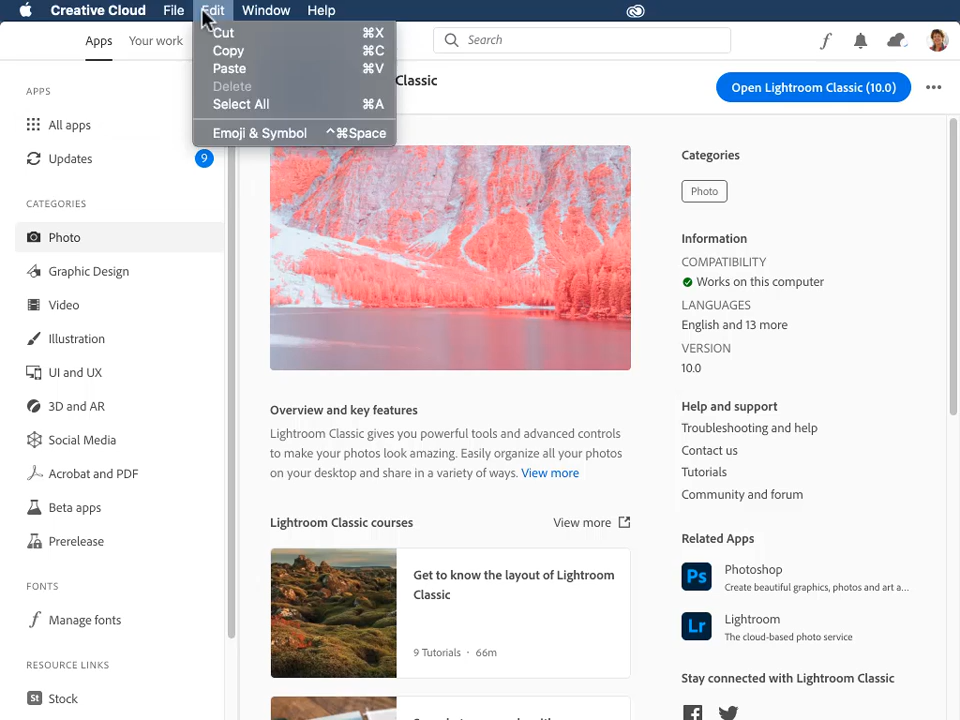 Creative Cloud File Edit Window Help
Apps Your work
Search
Cut ⌘X
Copy ⌘C
Paste ⌘V
Delete
Select All ⌘A
Emoji & Symbol ^⌘Space
Classic
Open Lightroom Classic (10.0)
APPS
All apps
Updates 9
CATEGORIES
Photo
Graphic Design
Video
Illustration
UI and UX
3D and AR
Social Media
Acrobat and PDF
Beta apps
Prerelease
FONTS
Manage fonts
RESOURCE LINKS
St Stock
Overview and key features
Lightroom Classic gives you powerful tools and advanced controls
to make your photos look amazing. Easily organize all your photos
on your desktop and share in a variety of ways. View more
Lightroom Classic courses View more
Get to know the layout of Lightroom
Classic
9 Tutorials · 66m
Categories
Photo
Information
COMPATIBILITY
Works on this computer
LANGUAGES
English and 13 more
VERSION
10.0
Help and support
Troubleshooting and help
Contact us
Tutorials
Community and forum
Related Apps
Ps Photoshop
Create beautiful graphics, photos and art a...
Lr Lightroom
The cloud-based photo service
Stay connected with Lightroom Classic